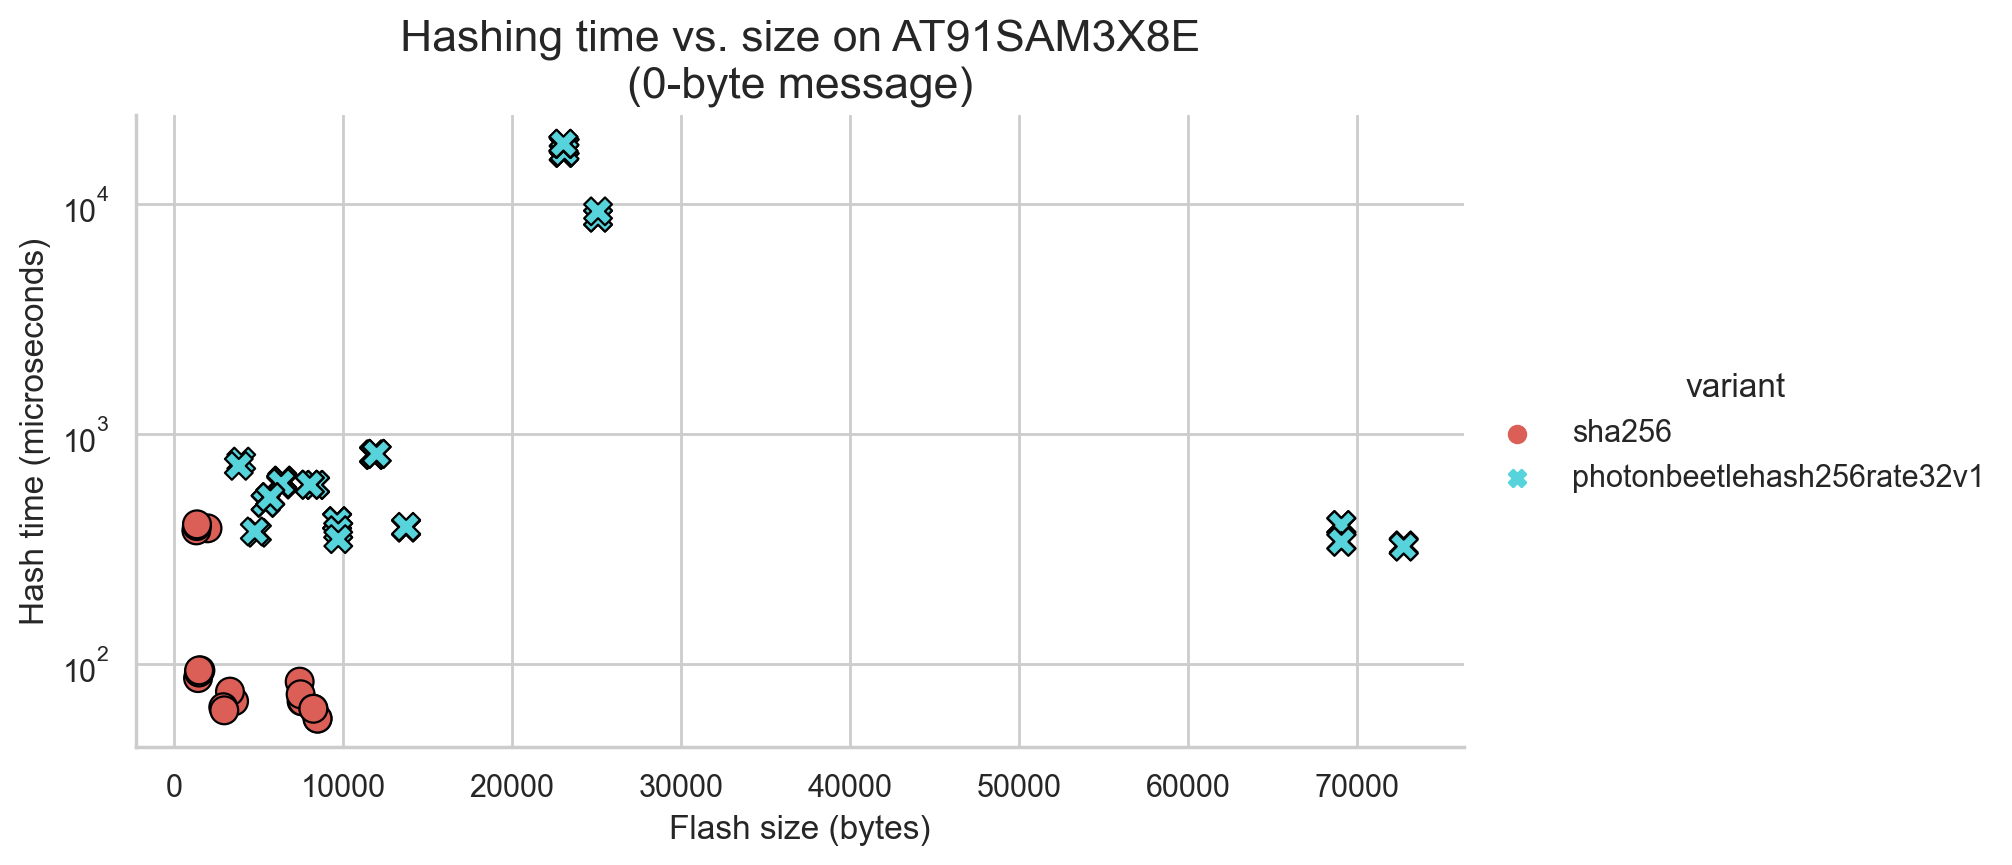 Hashing time vs. size on AT91SAM3X8E
(0-byte message)
Hash time (microseconds)
10^4
10^3
10^2
0 10000 20000 30000 40000 50000 60000 70000
Flash size (bytes)
variant
sha256
photonbeetlehash256rate32v1